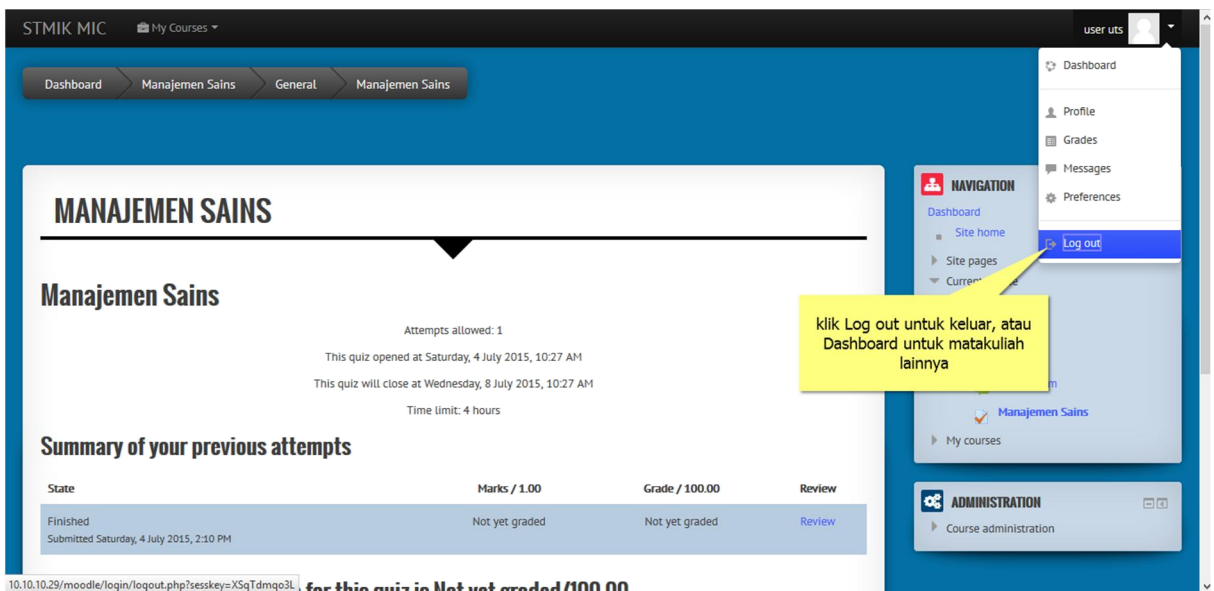 STMIK MIC
My Courses
user uts
Dashboard
Manajemen Sains
General
Manajemen Sains
Dashboard
Profile
Grades
Messages
Preferences
Log out
MANAJEMEN SAINS
Manajemen Sains
Attempts allowed: 1
This quiz opened at Saturday, 4 July 2015, 10:27 AM
This quiz will close at Wednesday, 8 July 2015, 10:27 AM
Time limit: 4 hours
Summary of your previous attempts
State
Marks / 1.00
Grade / 100.00
Review
Finished
Submitted Saturday, 4 July 2015, 2:10 PM
Not yet graded
Not yet graded
Review
for this quiz is Not yet graded/100.00
NAVIGATION
Dashboard
Site home
Site pages
klik Log out untuk keluar, atau
Dashboard untuk matakuliah
lainnya
Manajemen Sains
My courses
ADMINISTRATION
Course administration
10.10.10.29/moodle/login/logout.php?sesskey=XSqTdmqo3L